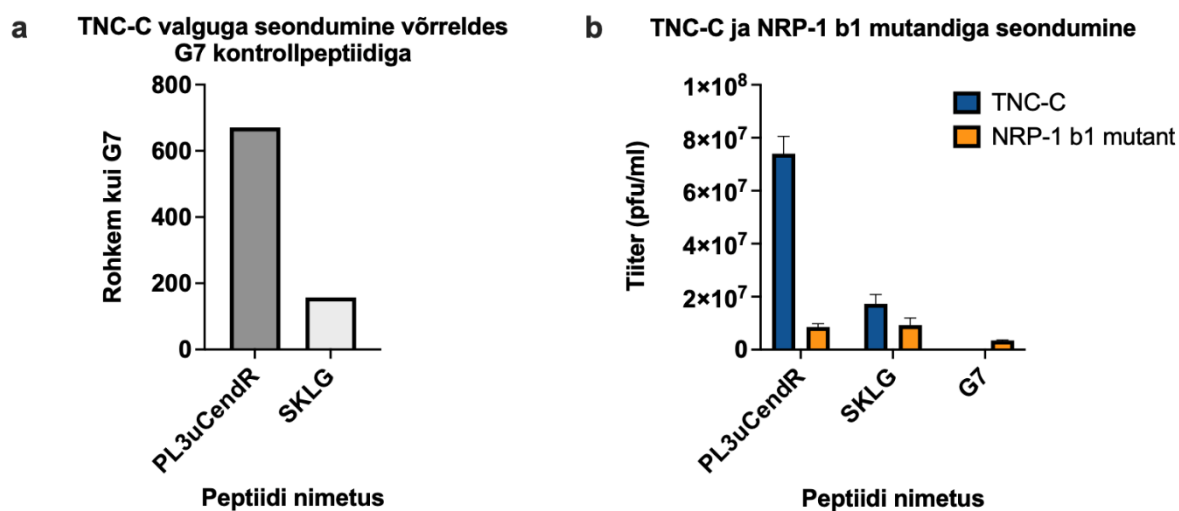 a
TNC-C valguga seondumine võrreldes
G7 kontrollpeptiidiga
Rohkem kui G7
800
600
400
200
0
PL3uCendR
SKLG
Peptiidi nimetus
b
TNC-C ja NRP-1 b1 mutandiga seondumine
Tiiter (pfu/ml)
1×10⁸
8×10⁷
6×10⁷
4×10⁷
2×10⁷
0
TNC-C
NRP-1 b1 mutant
PL3uCendR
SKLG
G7
Peptiidi nimetus